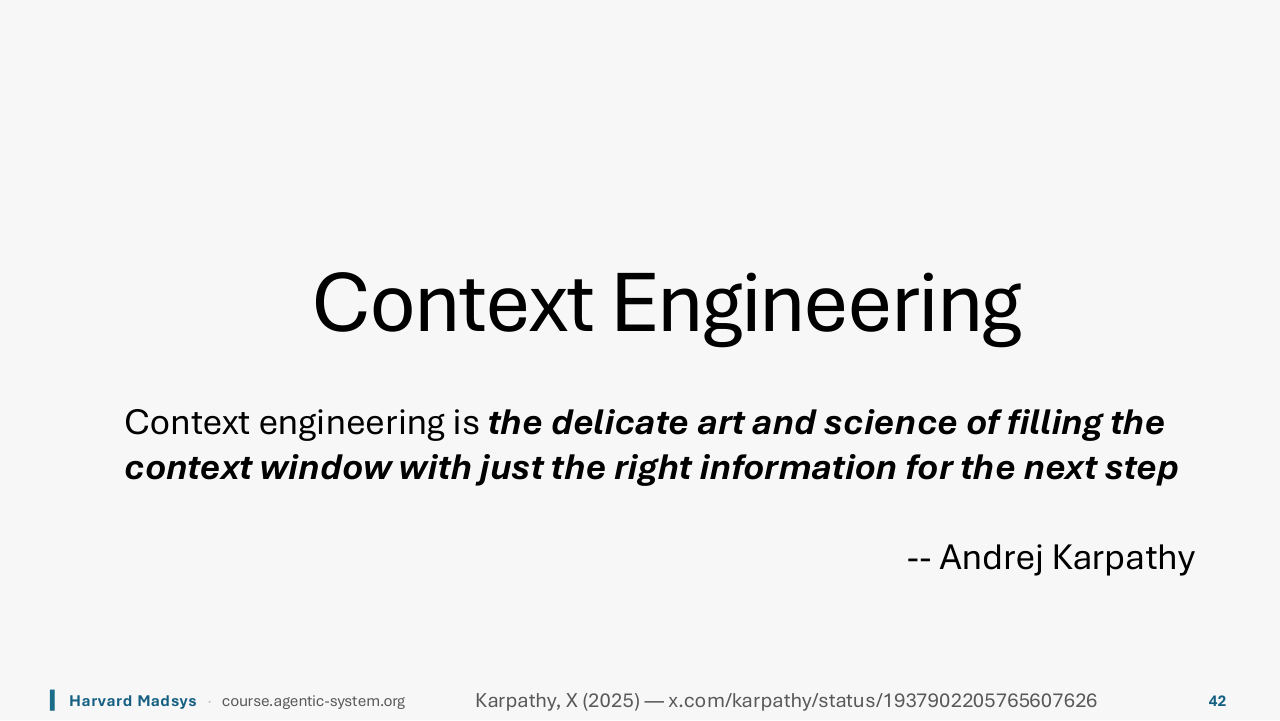 Context Engineering
Context engineering is the delicate art and science of filling the
context window with just the right information for the next step
-- Andrej Karpathy
Harvard Madsys · course.agentic-system.org
Karpathy, X (2025) — x.com/karpathy/status/1937902205765607626
42